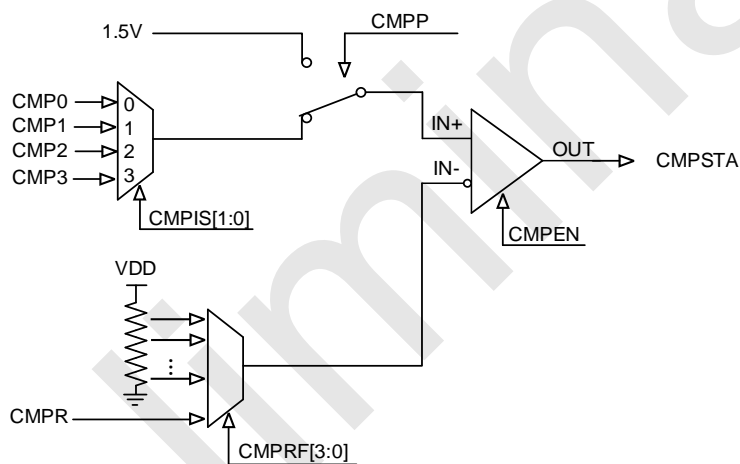 1.5V
CMPP
CMP0
CMP1
CMP2
CMP3
0
1
2
3
CMPIS[1:0]
IN+
IN-
OUT
CMPSTA
CMPEN
VDD
...
CMPR
CMPRF[3:0]
limina